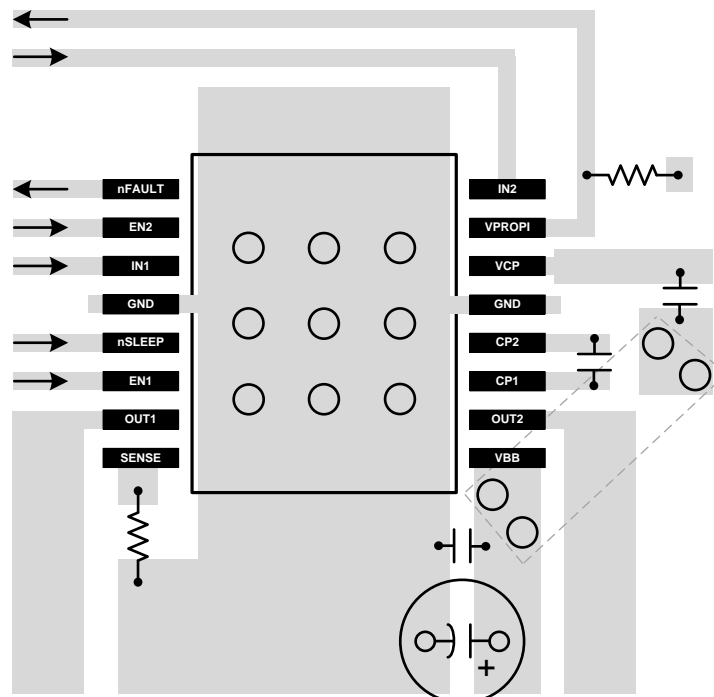 nFAULT
EN2
IN1
GND
nSLEEP
EN1
OUT1
SENSE
IN2
VPROPI
VCP
GND
CP2
CP1
OUT2
VBB
+